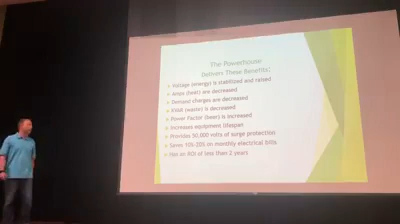 The Powerhouse
Delivers These Benefits:
Voltage (energy) is stabilized and raised
Amps (heat) are decreased
Demand charges are decreased
KVAR (waste) is decreased
Power Factor (beer) is increased
Increases equipment lifespan
Provides 50,000 volts of surge protection
Saves 10%-20% on monthly electrical bills
Has an ROI of less than 2 years